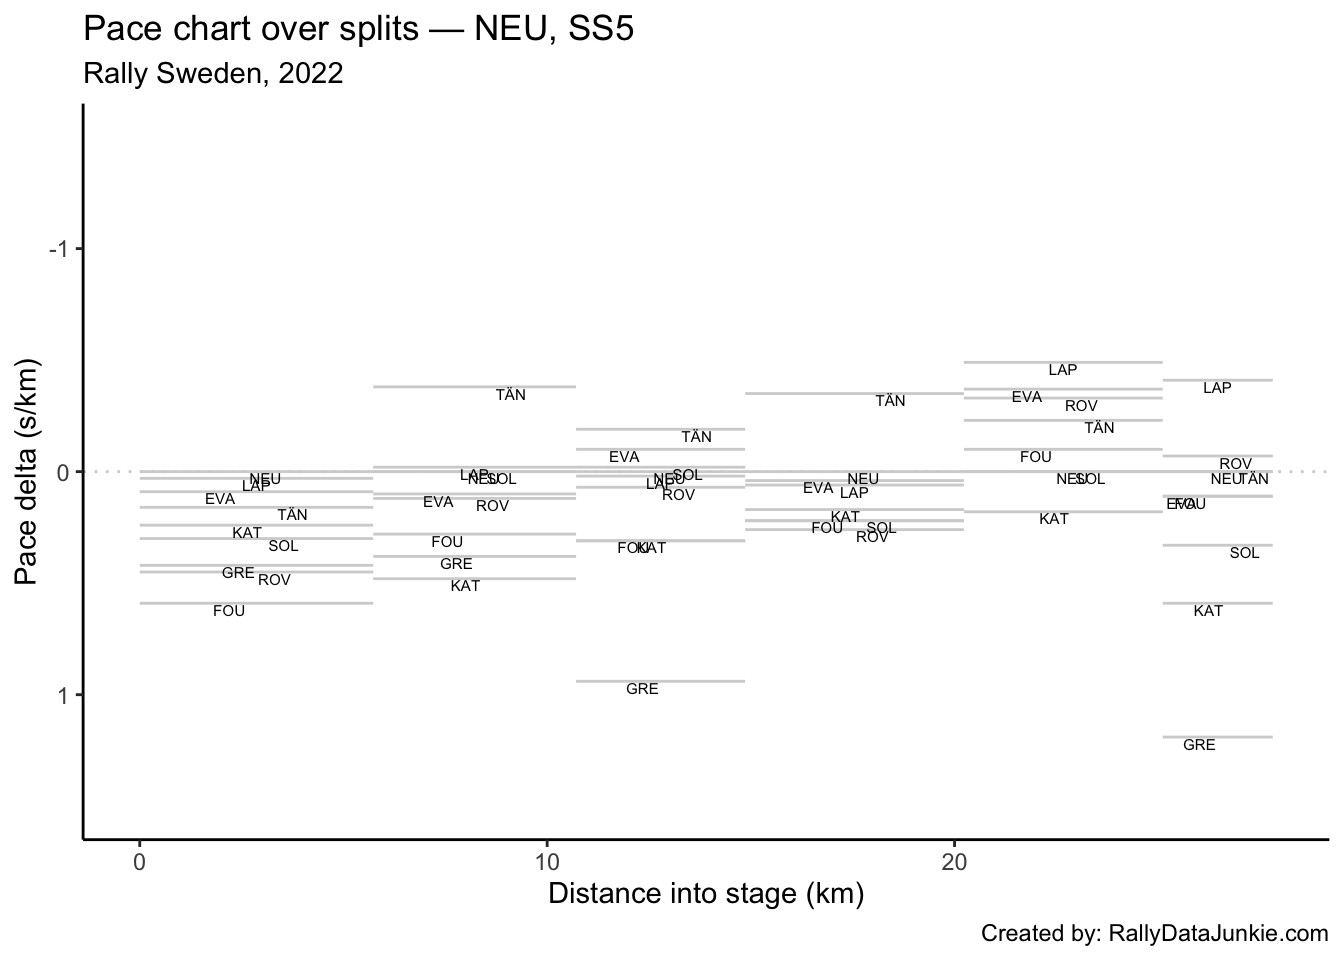 Pace chart over splits — NEU, SS5
Rally Sweden, 2022
Pace delta (s/km)
-1
0
1
NEU
LAP
EVA
TÄN
KAT
SOL
GRE
ROV
FOU
TÄN
LAP
NEU
SOL
EVA
ROV
FOU
GRE
KAT
TÄN
EVA
SOL
NEU
LAP
ROV
FOU
KAT
GRE
TÄN
NEU
EVA
LAP
KAT
FOU
SOL
ROV
LAP
EVA
ROV
TÄN
FOU
NEU
SOL
KAT
LAP
ROV
NEU
TÄN
EVA
FOU
SOL
KAT
GRE
0 10 20
Distance into stage (km)
Created by: RallyDataJunkie.com